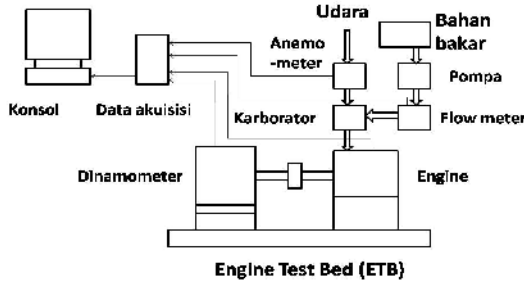 Udara
Bahan
bakar
Anemo
-meter
Pompa
Konsol
Data akuisisi
Karborator
Flow meter
Dinamometer
Engine
Engine Test Bed (ETB)